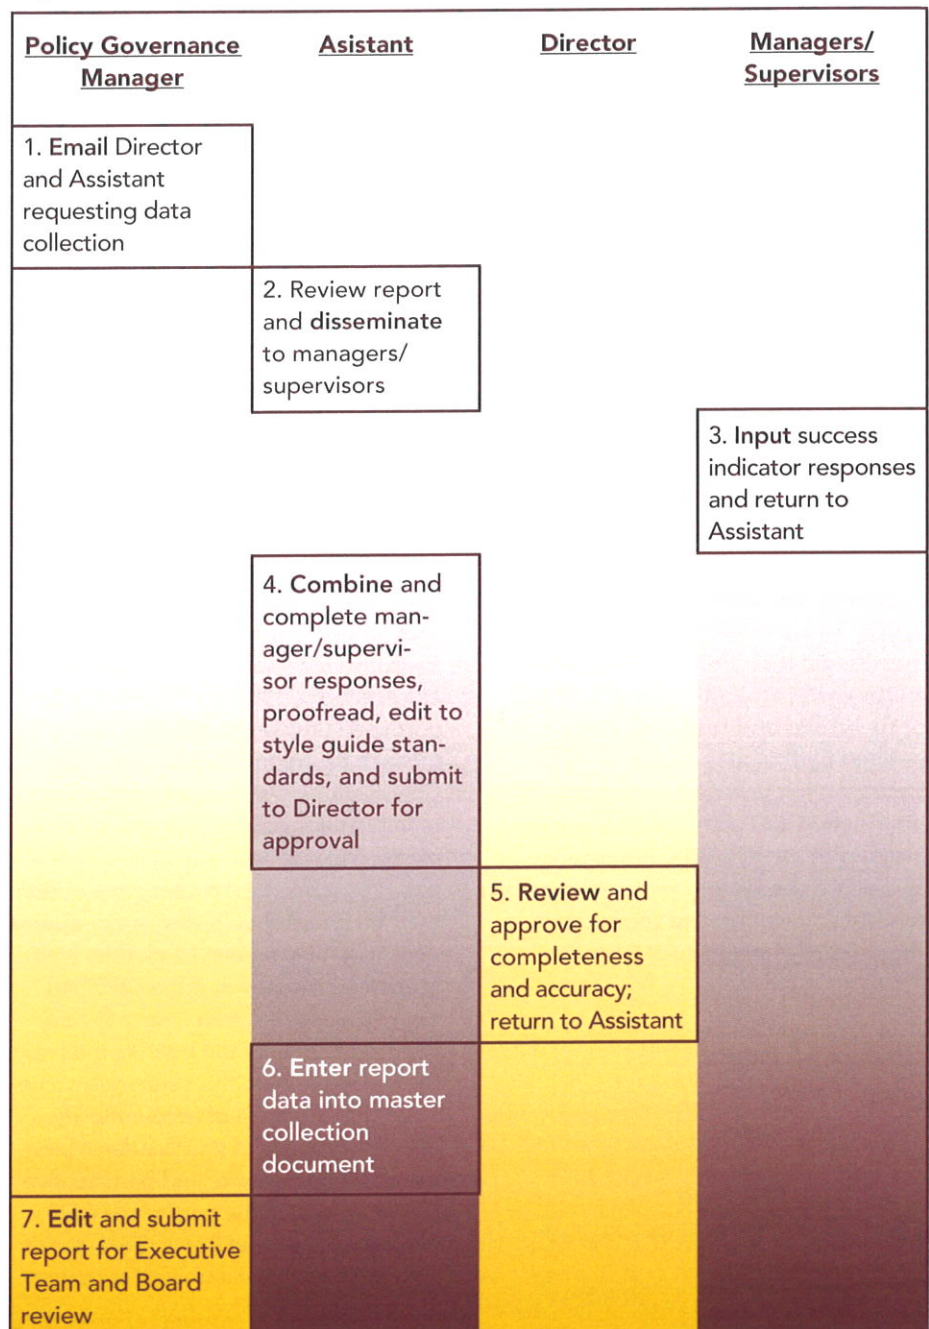 Policy Governance
Manager
Asistant
Director
Managers/
Supervisors
1. Email Director
and Assistant
requesting data
collection
2. Review report
and disseminate
to managers/
supervisors
3. Input success
indicator responses
and return to
Assistant
4. Combine and
complete man-
ager/supervi-
sor responses,
proofread, edit to
style guide stan-
dards, and submit
to Director for
approval
5. Review and
approve for
completeness
and accuracy;
return to Assistant
6. Enter report
data into master
collection
document
7. Edit and submit
report for Executive
Team and Board
review